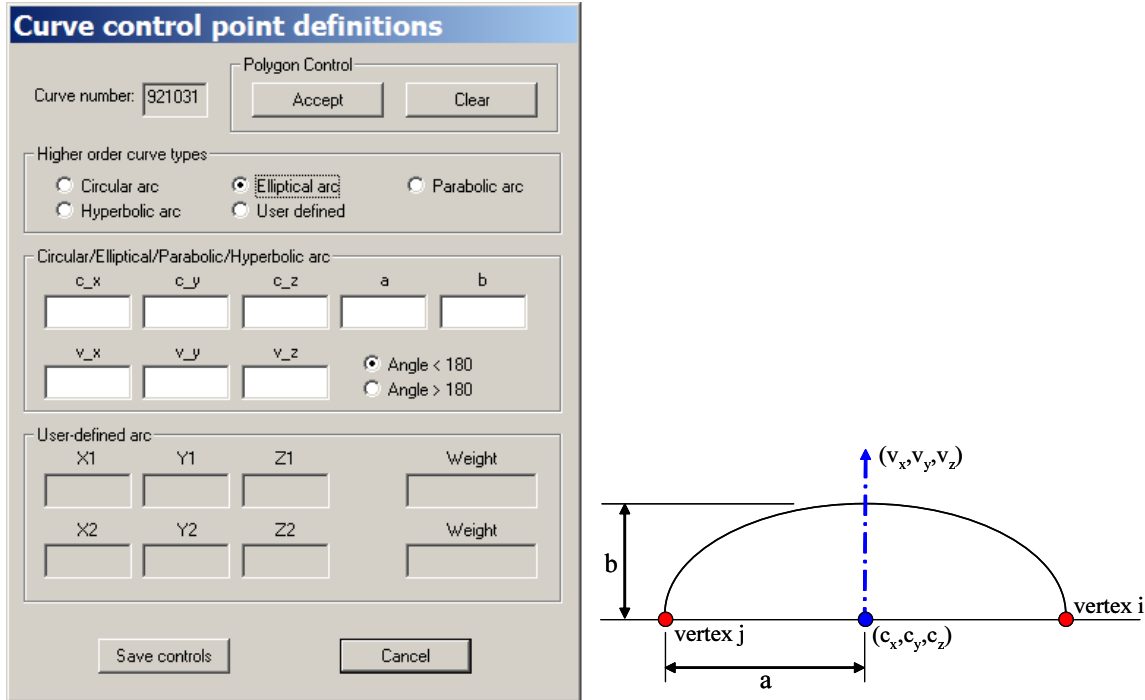 Curve control point definitions
Polygon Control
Curve number: 921031 Accept Clear
Higher order curve types
Circular arc Elliptical arc Parabolic arc
Hyperbolic arc User defined
Circular/Elliptical/Parabolic/Hyperbolic arc
c_x c_y c_z a b
v_x v_y v_z Angle < 180
Angle > 180
User-defined arc
X1 Y1 Z1 Weight
X2 Y2 Z2 Weight
Save controls Cancel
(vx,vy,vz)
b
vertex i
vertex j (cx,cy,cz)
a